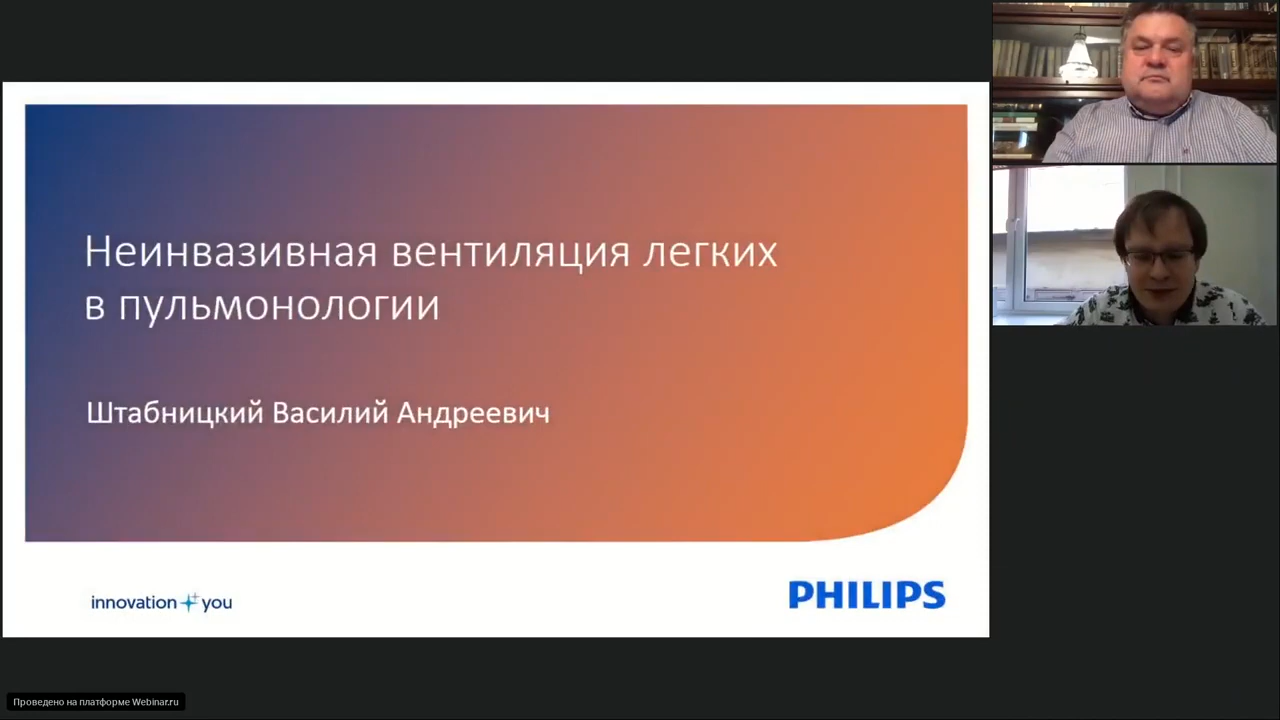 Неинвазивная вентиляция легких
в пульмонологии
Штабницкий Василий Андреевич
innovation you
PHILIPS
Проведено на платформе Webinar.ru